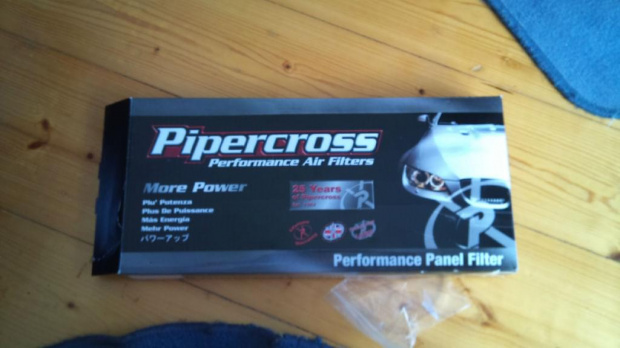 Pipercross
Performance Air Filters
More Power
Piu' Potenza
Plus De Puissance
Más Energia
Mehr Power
パワーアップ
25 Years
Performance Panel Filter